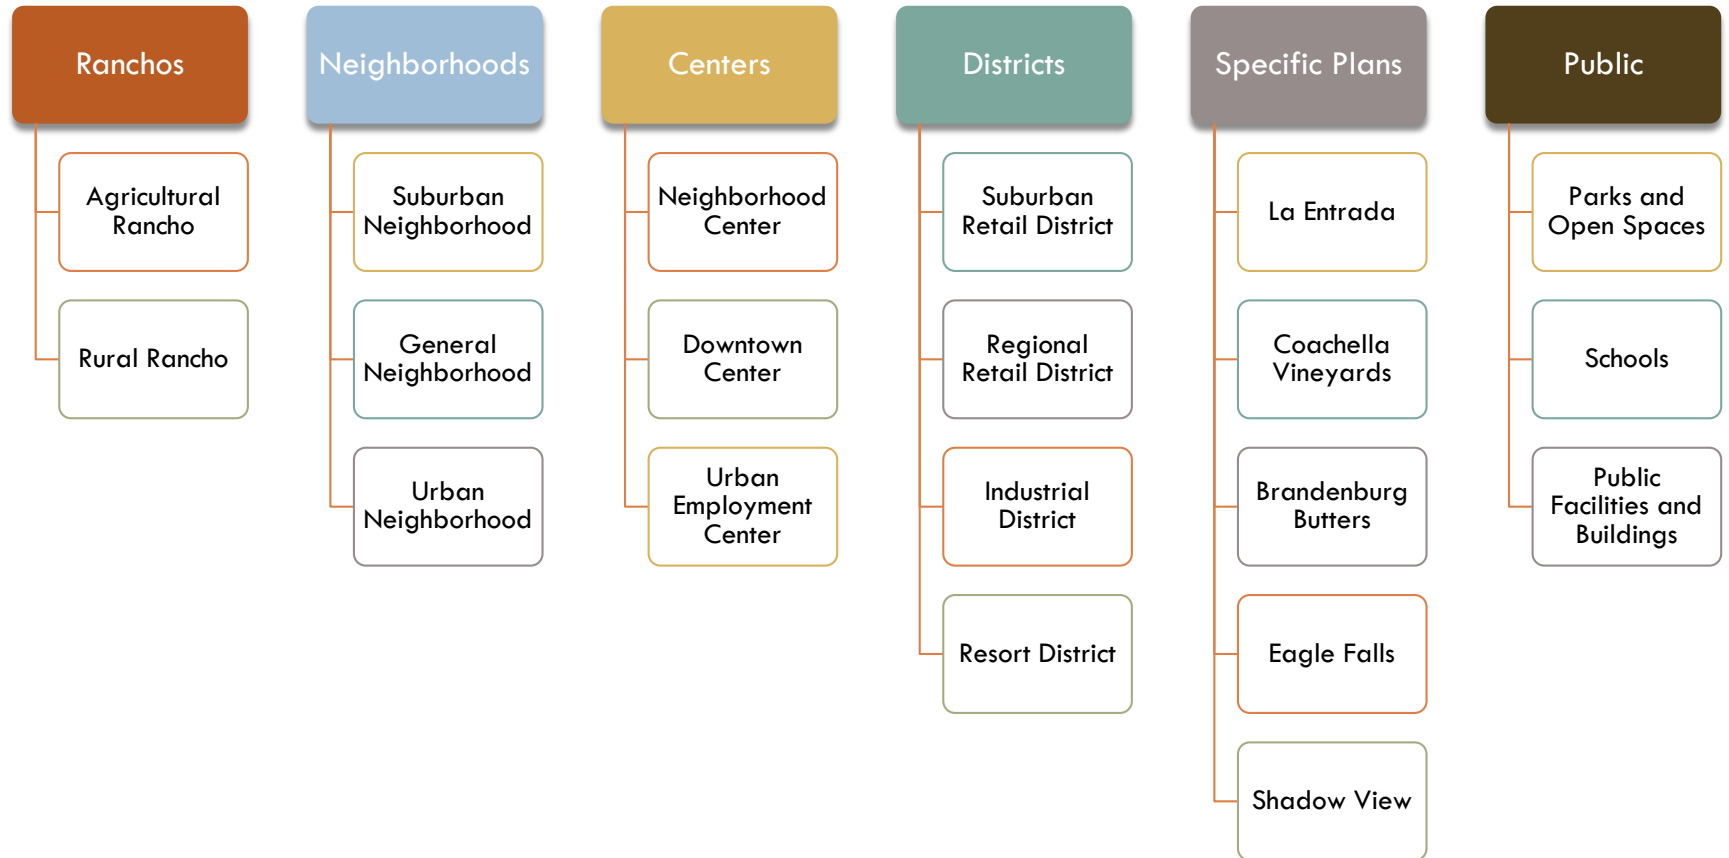 Ranchos
Agricultural
Rancho
Rural Rancho
Neighborhoods
Suburban
Neighborhood
General
Neighborhood
Urban
Neighborhood
Centers
Neighborhood
Center
Downtown
Center
Urban
Employment
Center
Districts
Suburban
Retail District
Regional
Retail District
Industrial
District
Resort District
Specific Plans
La Entrada
Coachella
Vineyards
Brandenburg
Butters
Eagle Falls
Shadow View
Public
Parks and
Open Spaces
Schools
Public
Facilities and
Buildings